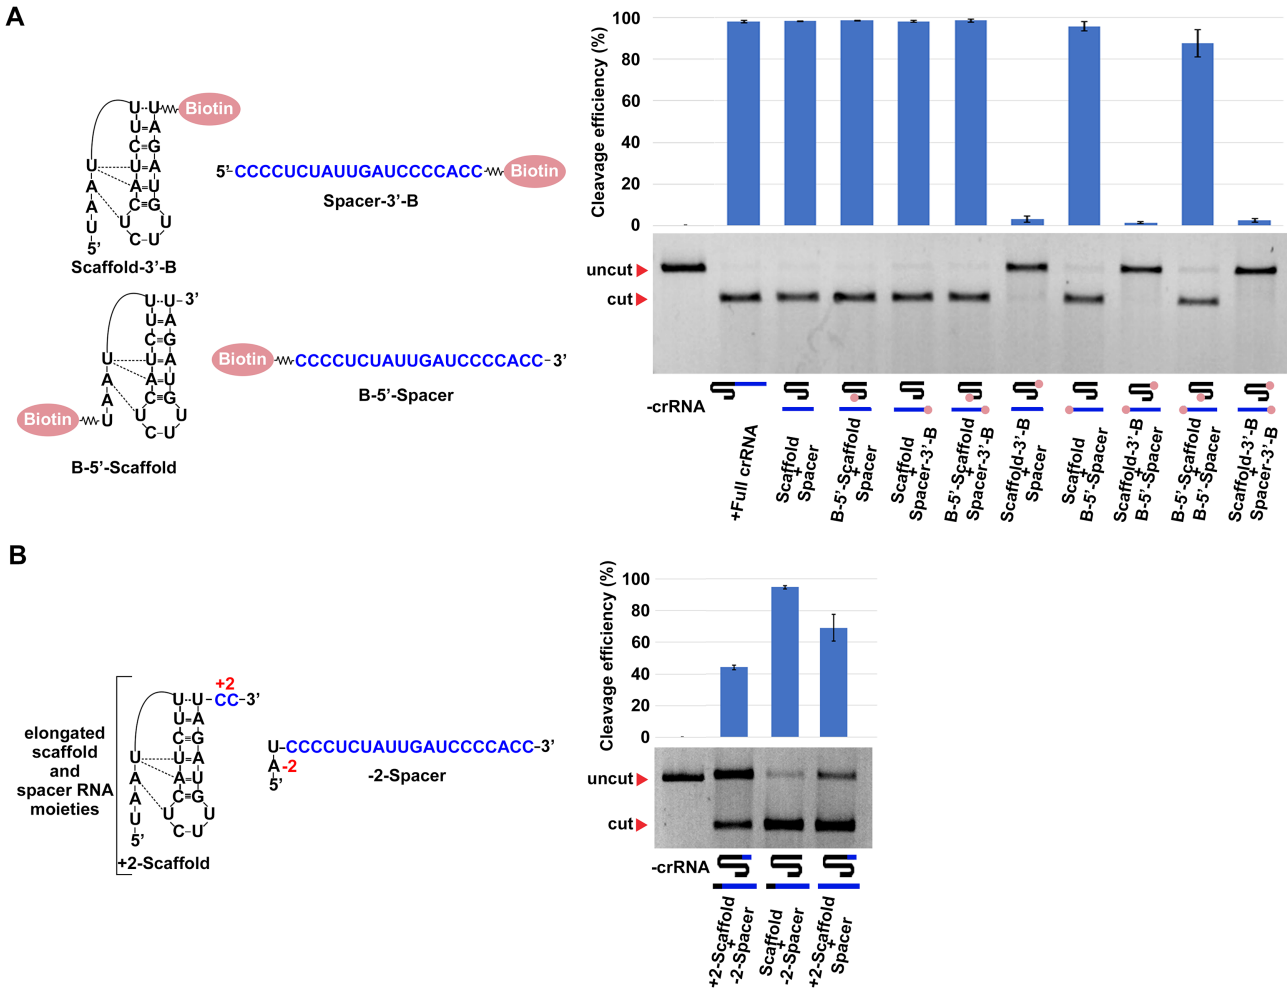 A
U··U Biotin
U=A
C≡G
U=A
A=U
C≡G
U U
C-U
U
A
A
U
5'
Scaffold-3'-B
5'-CCCCUCUAUUGAUCCCCACC Biotin
Spacer-3'-B
U··U-3'
U=A
C≡G
U=A
A=U
C≡G
U U
C-U
U
A
A
Biotin U
B-5'-Scaffold
Biotin CCCCUCUAUUGAUCCCCACC-3'
B-5'-Spacer
Cleavage efficiency (%)
100
80
60
40
20
0
uncut
cut
-crRNA
+Full crRNA
Scaffold
+
Spacer
B-5'-Scaffold
+
Spacer
Scaffold
+
Spacer-3'-B
B-5'-Scaffold
+
Spacer-3'-B
Scaffold-3'-B
+
Spacer
Scaffold
+
B-5'-Spacer
Scaffold-3'-B
+
B-5'-Spacer
B-5'-Scaffold
+
B-5'-Spacer
Scaffold-3'-B
+
Spacer-3'-B
B
elongated
scaffold
and
spacer RNA
moieties
+2
U··U-CC-3'
U=A
C≡G
U=A
A=U
C≡G
U U
C-U
U
A
A
U
5'
+2-Scaffold
U-CCCCUCUAUUGAUCCCCACC-3'
A -2
5'
-2-Spacer
Cleavage efficiency (%)
100
80
60
40
20
0
uncut
cut
-crRNA
+2-Scaffold
+
-2-Spacer
Scaffold
+
-2-Spacer
+2-Scaffold
+
Spacer